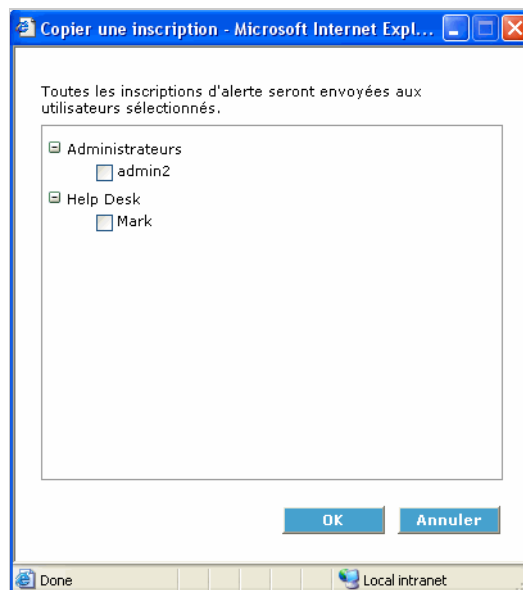 Copier une inscription - Microsoft Internet Expl...
Toutes les inscriptions d'alerte seront envoyées aux
utilisateurs sélectionnés.
Administrateurs
admin2
Help Desk
Mark
OK Annuler
Done Local intranet